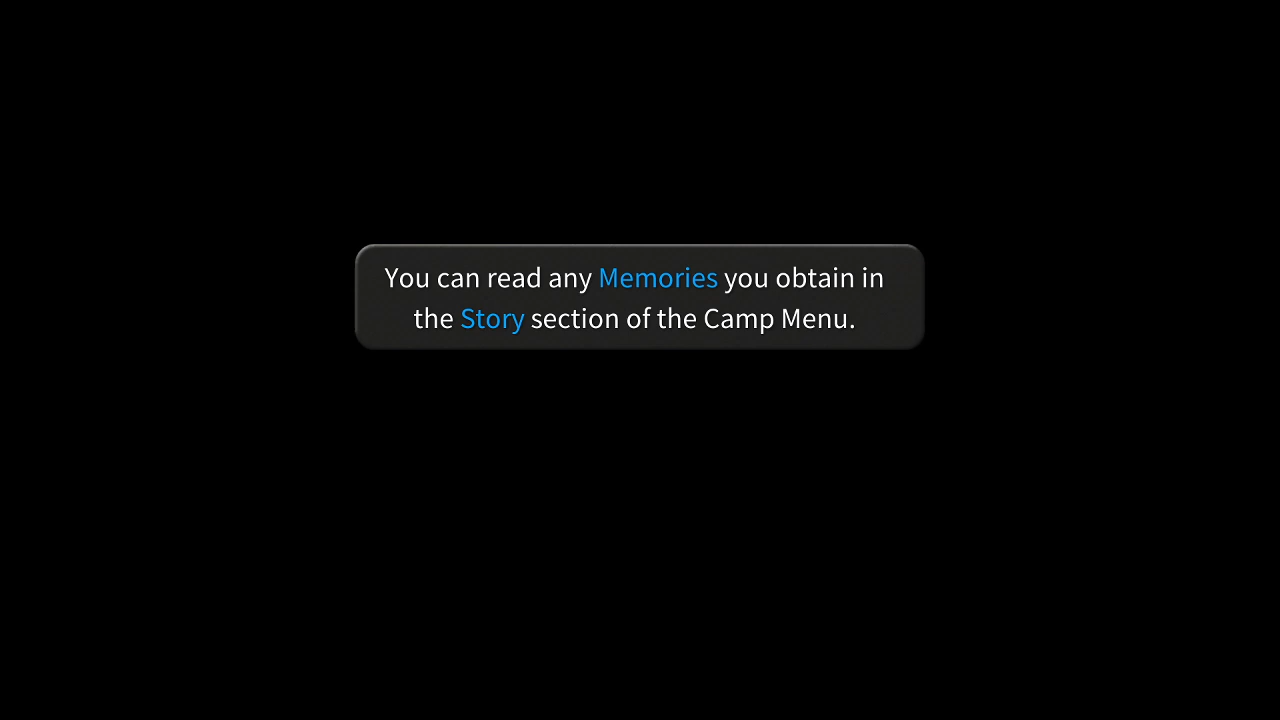 You can read any Memories you obtain in
the Story section of the Camp Menu.